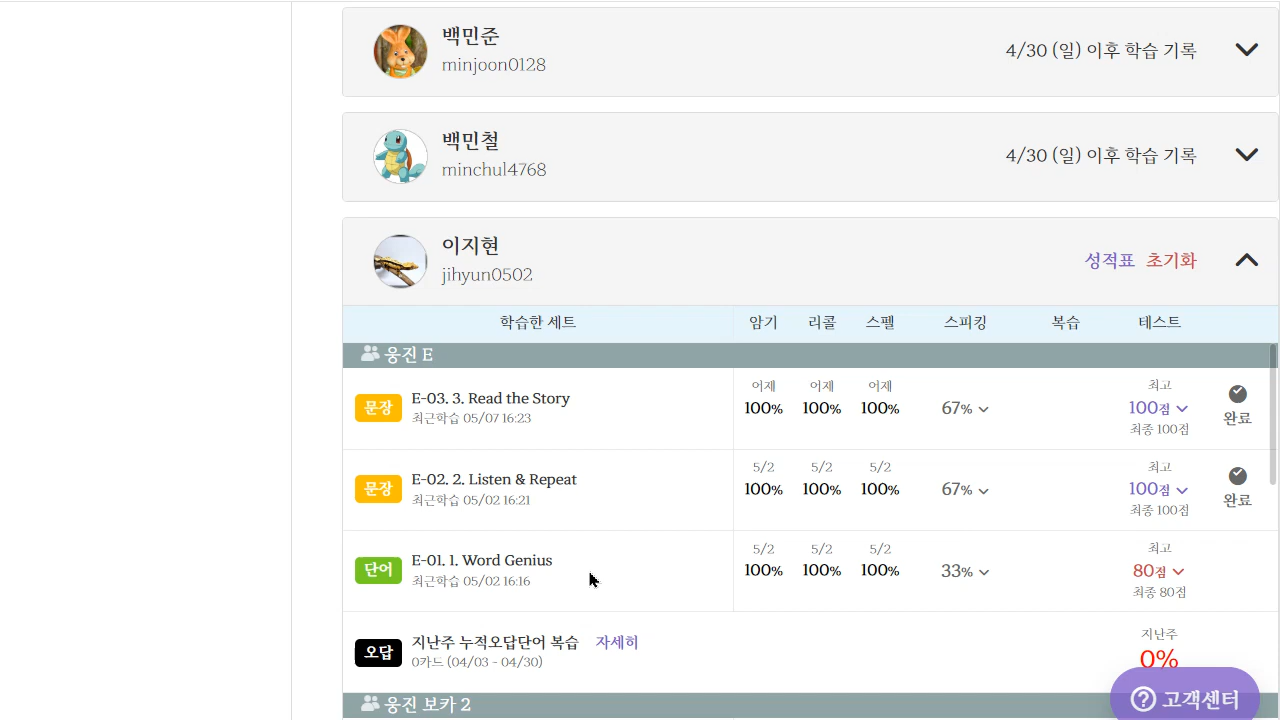 백민준
minjoon0128
4/30 (일) 이후 학습 기록
백민철
minchul4768
4/30 (일) 이후 학습 기록
이지현
jihyun0502
성적표 초기화
학습한 세트 암기 리콜 스펠 스피킹 복습 테스트
웅진 E
문장
E-03. 3. Read the Story
최근학습 05/07 16:23
어제 어제 어제
100% 100% 100% 67%
최고
100점
최종 100점
완료
문장
E-02. 2. Listen & Repeat
최근학습 05/02 16:21
5/2 5/2 5/2
100% 100% 100% 67%
최고
100점
최종 100점
완료
단어
E-01. 1. Word Genius
최근학습 05/02 16:16
5/2 5/2 5/2
100% 100% 100% 33%
최고
80점
최종 80점
오답
지난주 누적오답단어 복습 자세히
0카드 (04/03 - 04/30)
지난주
0%
웅진 보카 2
고객센터